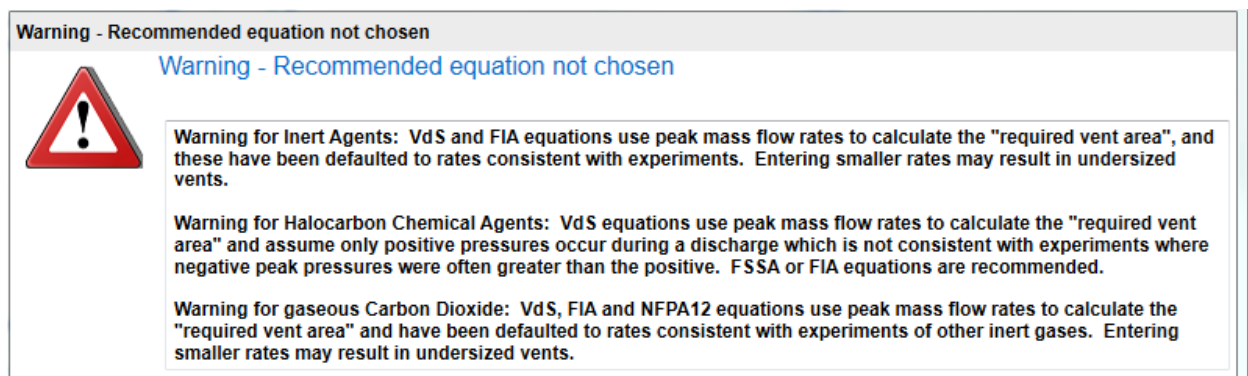 Warning - Recommended equation not chosen
Warning - Recommended equation not chosen
Warning for Inert Agents:  VdS and FIA equations use peak mass flow rates to calculate the "required vent area", and
these have been defaulted to rates consistent with experiments.  Entering smaller rates may result in undersized
vents.
Warning for Halocarbon Chemical Agents:  VdS equations use peak mass flow rates to calculate the "required vent
area" and assume only positive pressures occur during a discharge which is not consistent with experiments where
negative peak pressures were often greater than the positive.  FSSA or FIA equations are recommended.
Warning for gaseous Carbon Dioxide:  VdS, FIA and NFPA12 equations use peak mass flow rates to calculate the
"required vent area" and have been defaulted to rates consistent with experiments of other inert gases.  Entering
smaller rates may result in undersized vents.